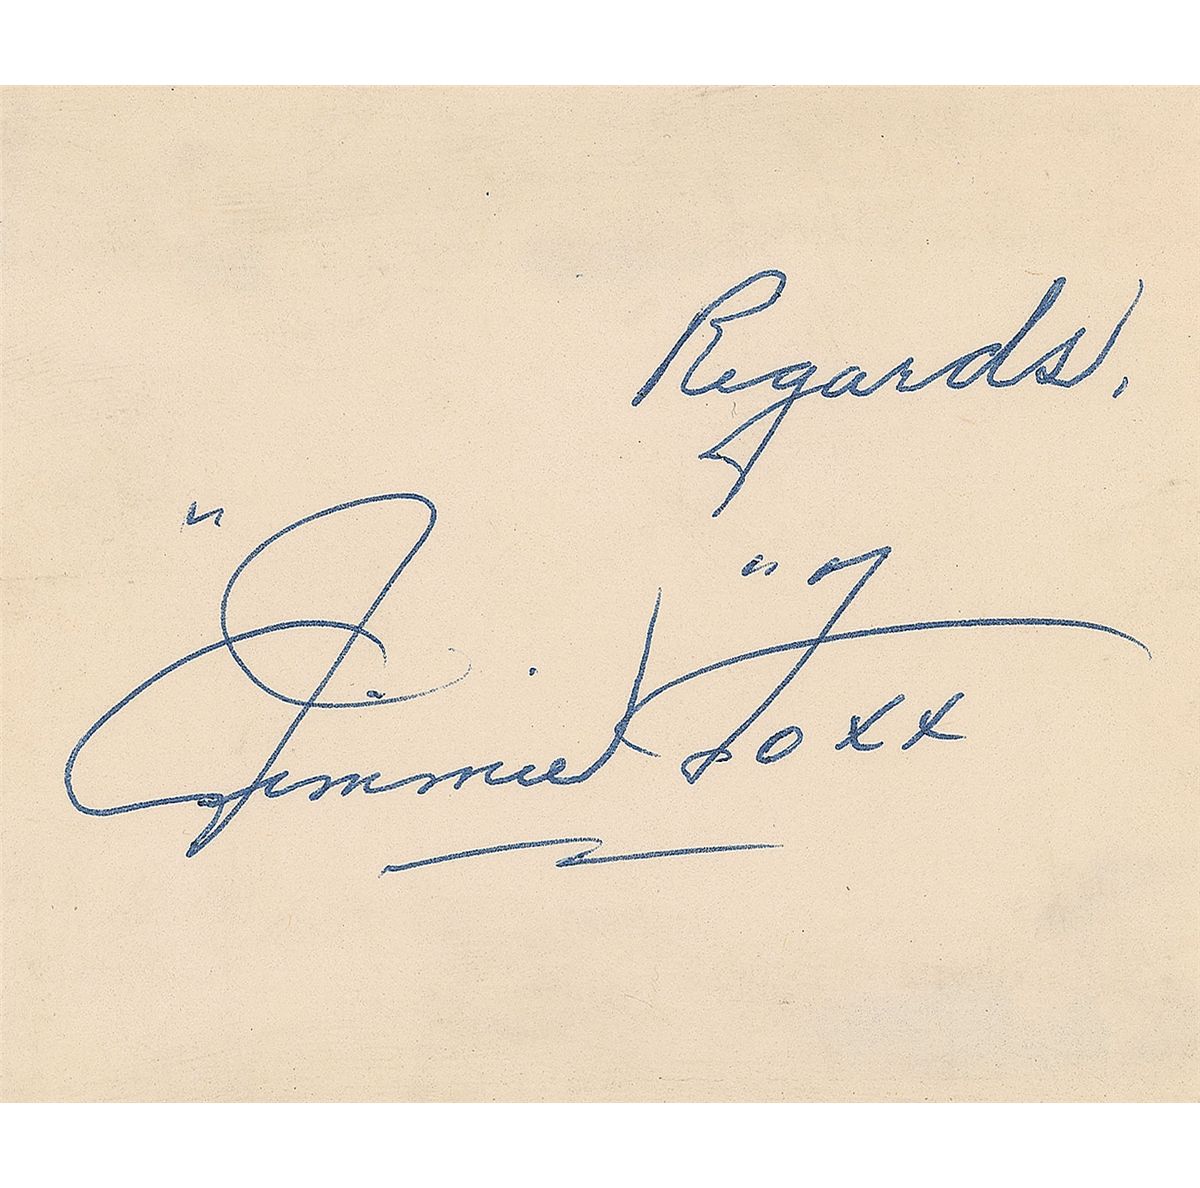 Regards,
"Jimmie" Foxx